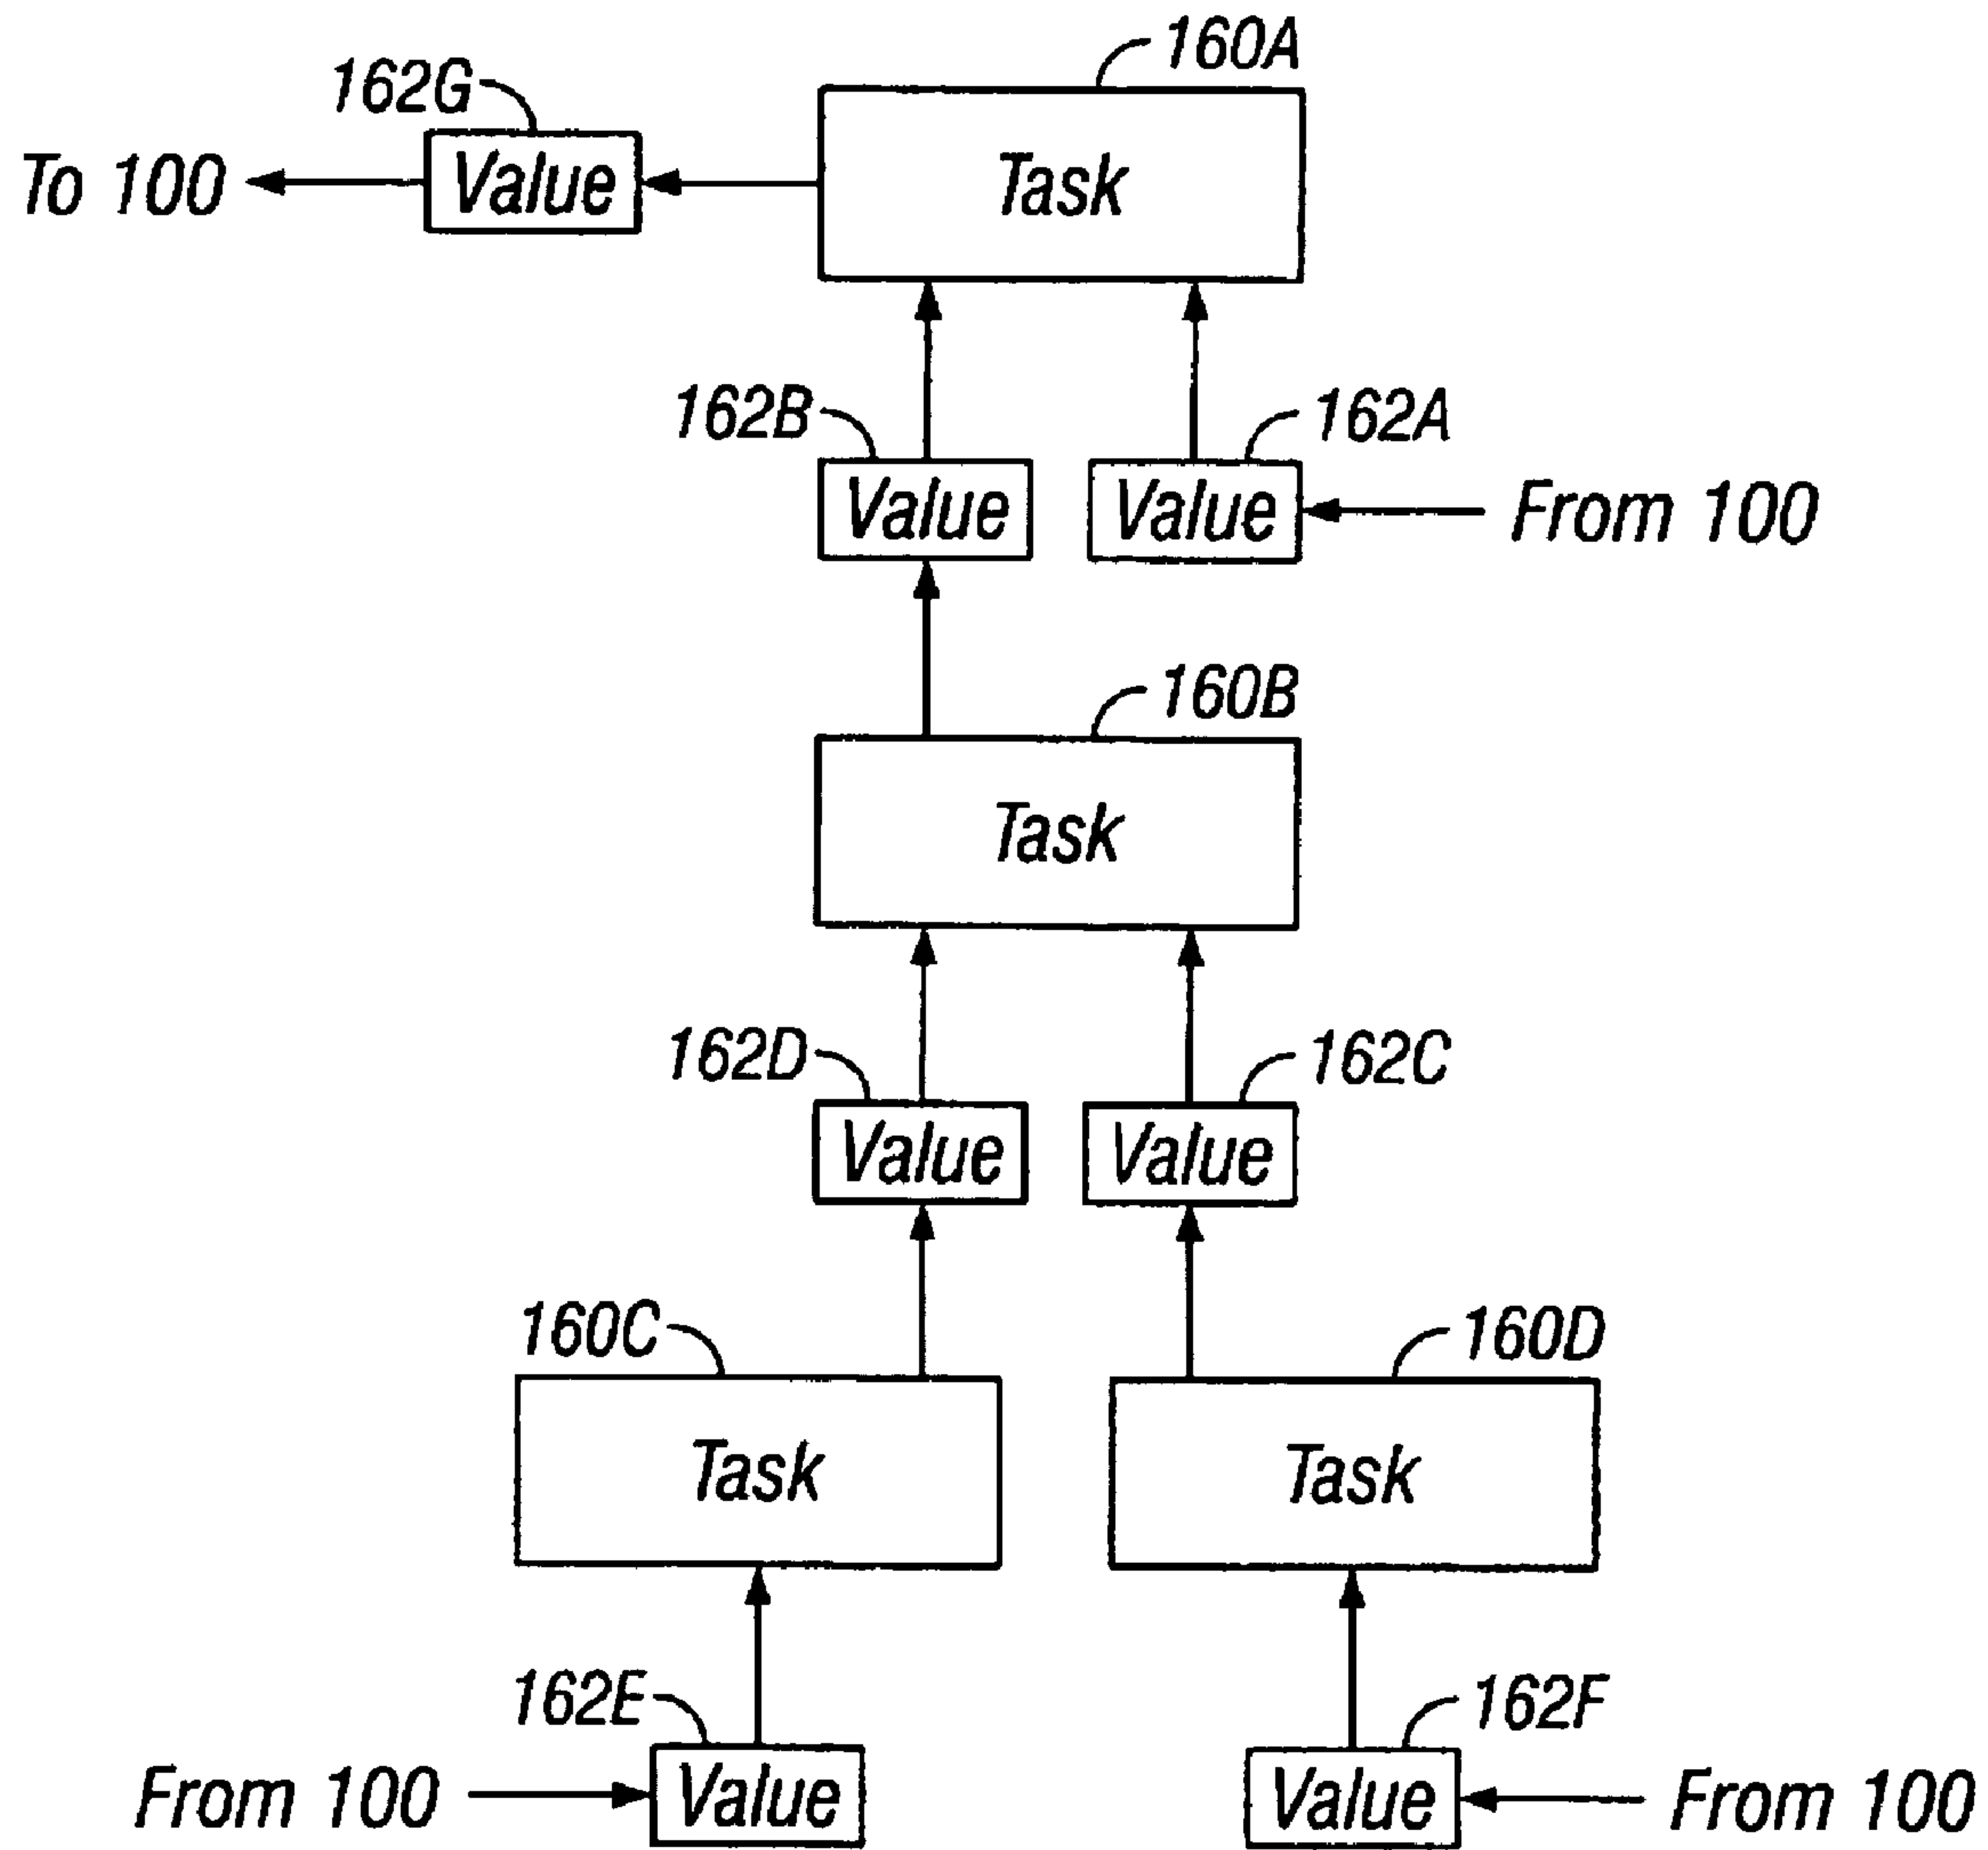 160A
162G
To 100
Value
Task
162B
162A
Value
Value
From 100
160B
Task
162D
162C
Value
Value
160C
160D
Task
Task
162E
162F
From 100
Value
Value
From 100